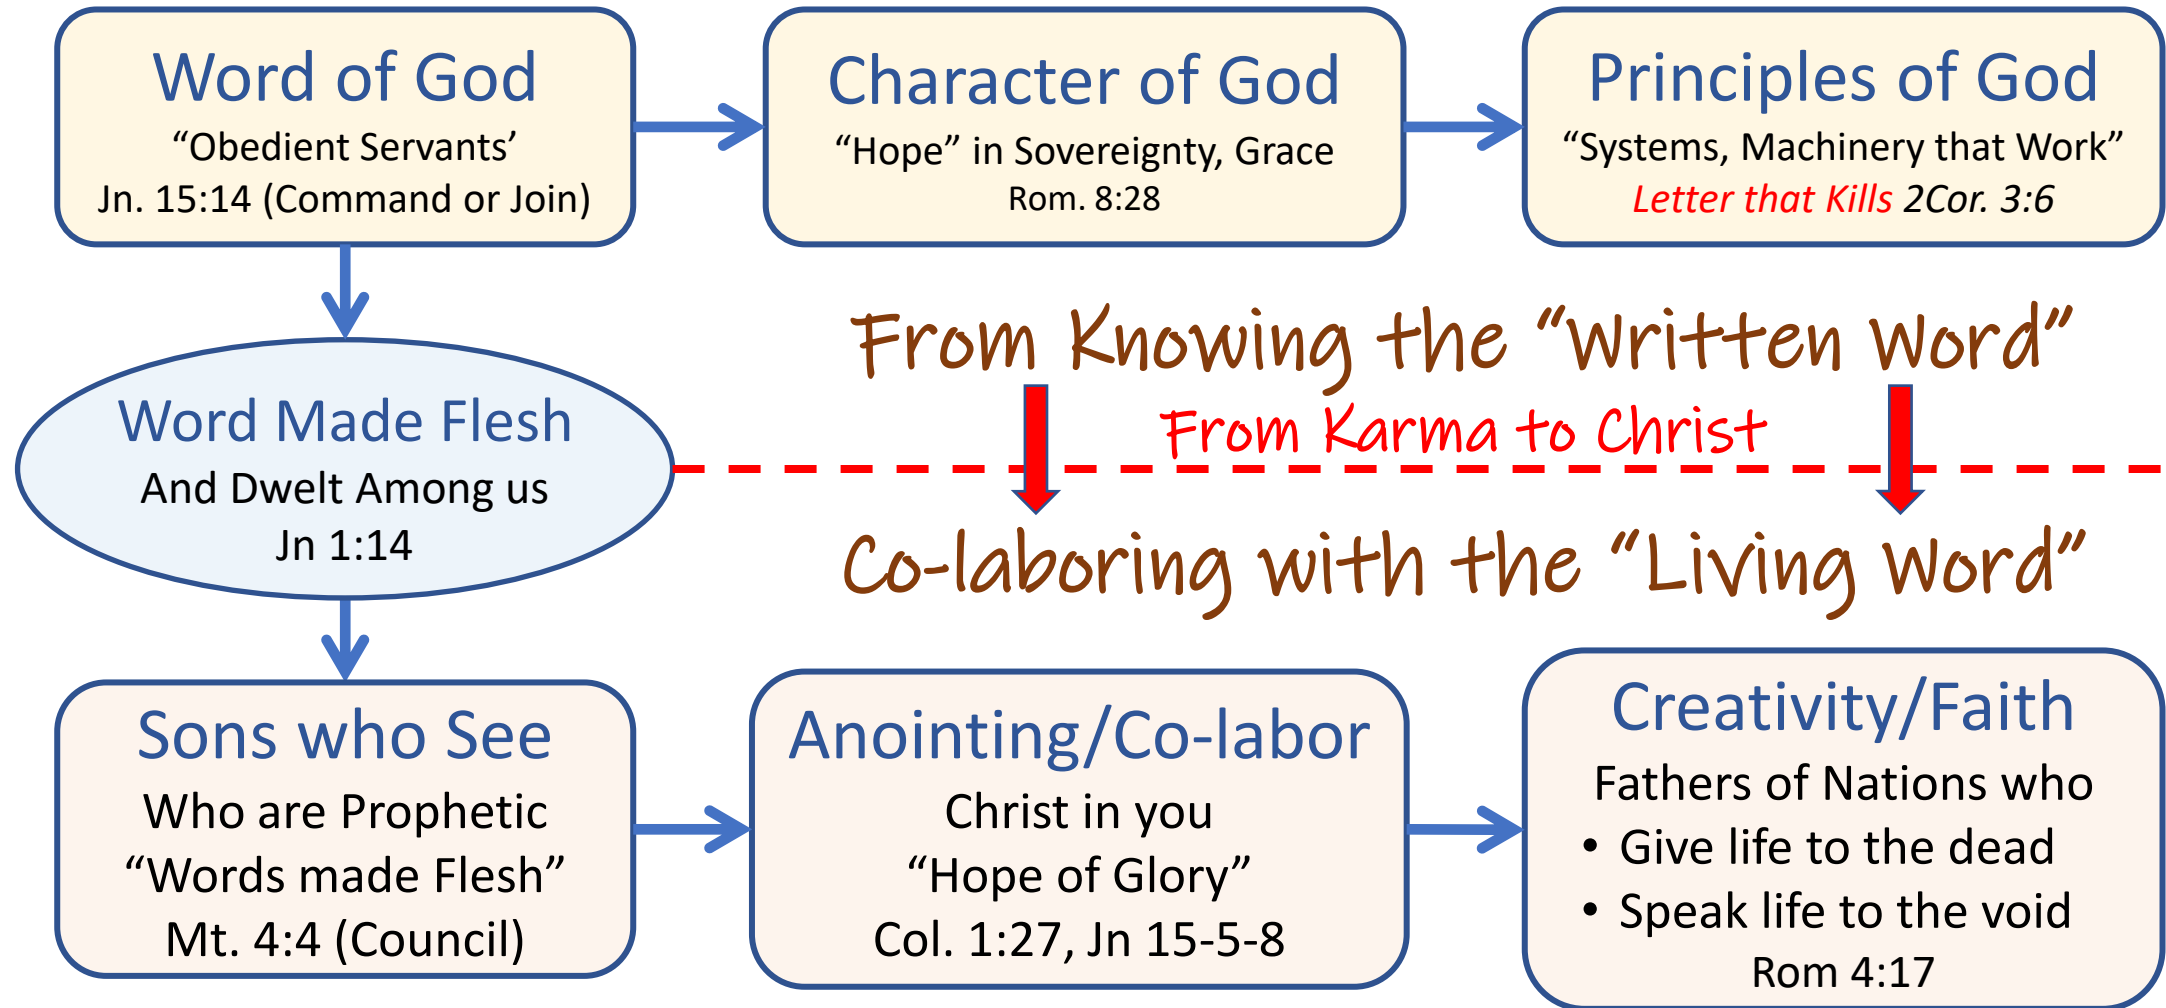 Word of God
“Obedient Servants’
Jn. 15:14 (Command or Join)
Character of God
“Hope” in Sovereignty, Grace
Rom. 8:28
Principles of God
“Systems, Machinery that Work”
Letter that Kills 2Cor. 3:6
Word Made Flesh
And Dwelt Among us
Jn 1:14
From Knowing the “Written Word”
From Karma to Christ
Co-laboring with the “Living Word”
Sons who See
Who are Prophetic
“Words made Flesh”
Mt. 4:4 (Council)
Anointing/Co-labor
Christ in you
“Hope of Glory”
Col. 1:27, Jn 15-5-8
Creativity/Faith
Fathers of Nations who
• Give life to the dead
• Speak life to the void
Rom 4:17